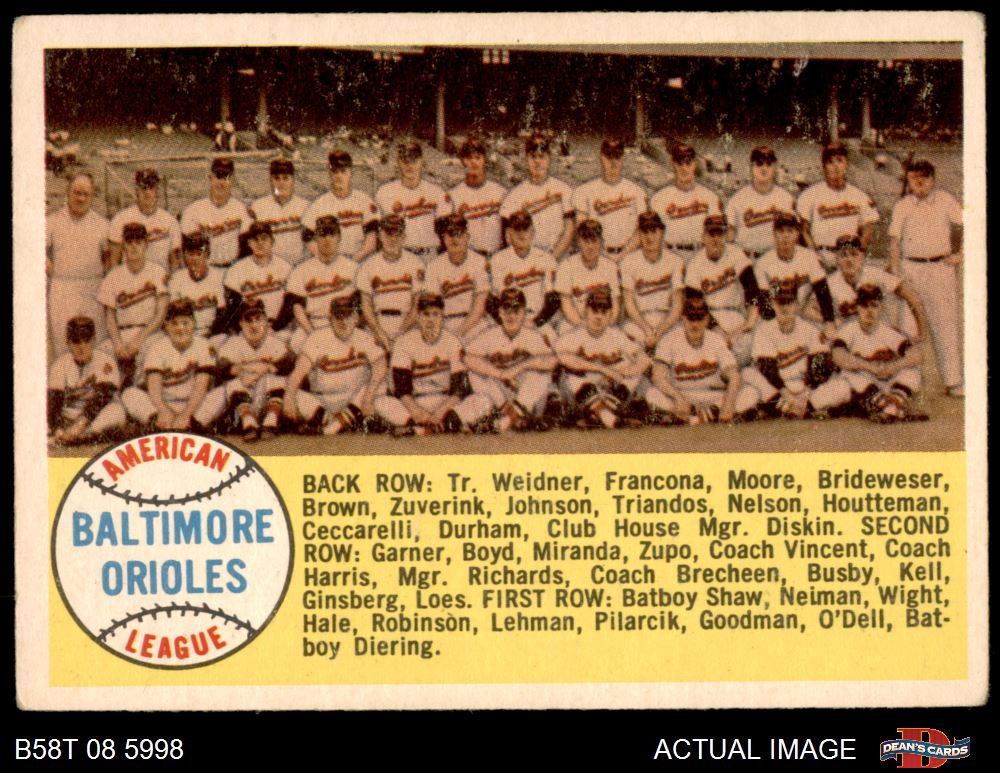 AMERICAN
BALTIMORE
ORIOLES
LEAGUE
BACK ROW: Tr. Weidner, Francona, Moore, Brideweser,
Brown, Zuverink, Johnson, Triandos, Nelson, Houtteman,
Ceccarelli, Durham, Club House Mgr. Diskin. SECOND
ROW: Garner, Boyd, Miranda, Zupo, Coach Vincent, Coach
Harris, Mgr. Richards, Coach Brecheen, Busby, Kell,
Ginsberg, Loes. FIRST ROW: Batboy Shaw, Neiman, Wight,
Hale, Robinson, Lehman, Pilarcik, Goodman, O'Dell, Bat-
boy Diering.
B58T 08 5998
ACTUAL IMAGE
DEAN'S CARDS